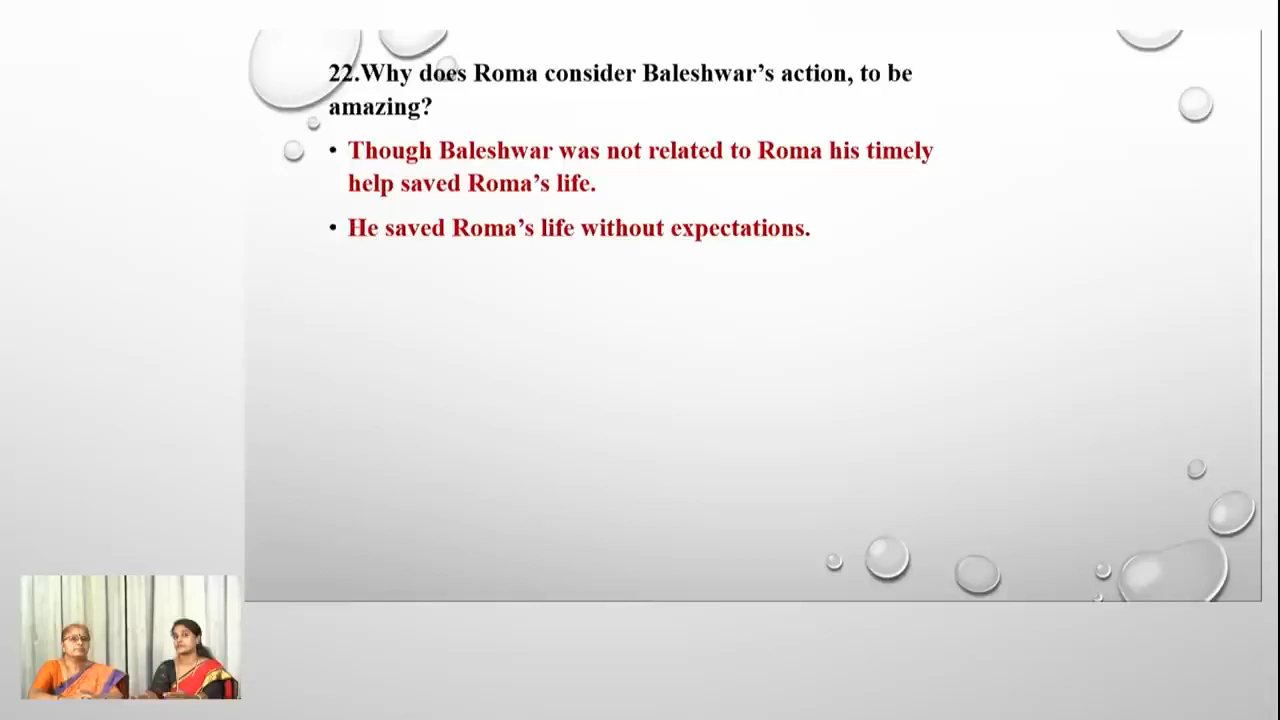 22.Why does Roma consider Baleshwar’s action, to be
amazing?
• Though Baleshwar was not related to Roma his timely
help saved Roma’s life.
• He saved Roma’s life without expectations.